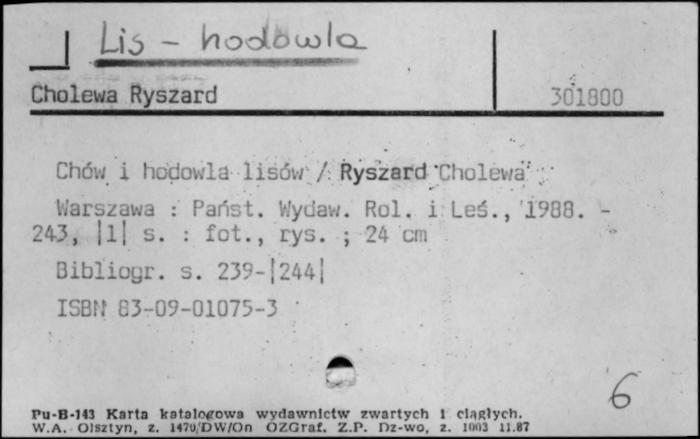 Lis - hodowla
Cholewa Ryszard 301800
Chów i hodowla lisów / Ryszard Cholewa.
Warszawa : Państ. Wydaw. Rol. i Leś., 1988. -
243, |1| s. : fot., rys. ; 24 cm
Bibliogr. s. 239-|244|
ISBN 83-09-01075-3
6
Pu-B-143 Karta katalogowa wydawnictw zwartych i ciągłych.
W.A. Olsztyn, z. 1470/DW/On OZGraf. Z.P. Dz-wo, z. 1003 11.87